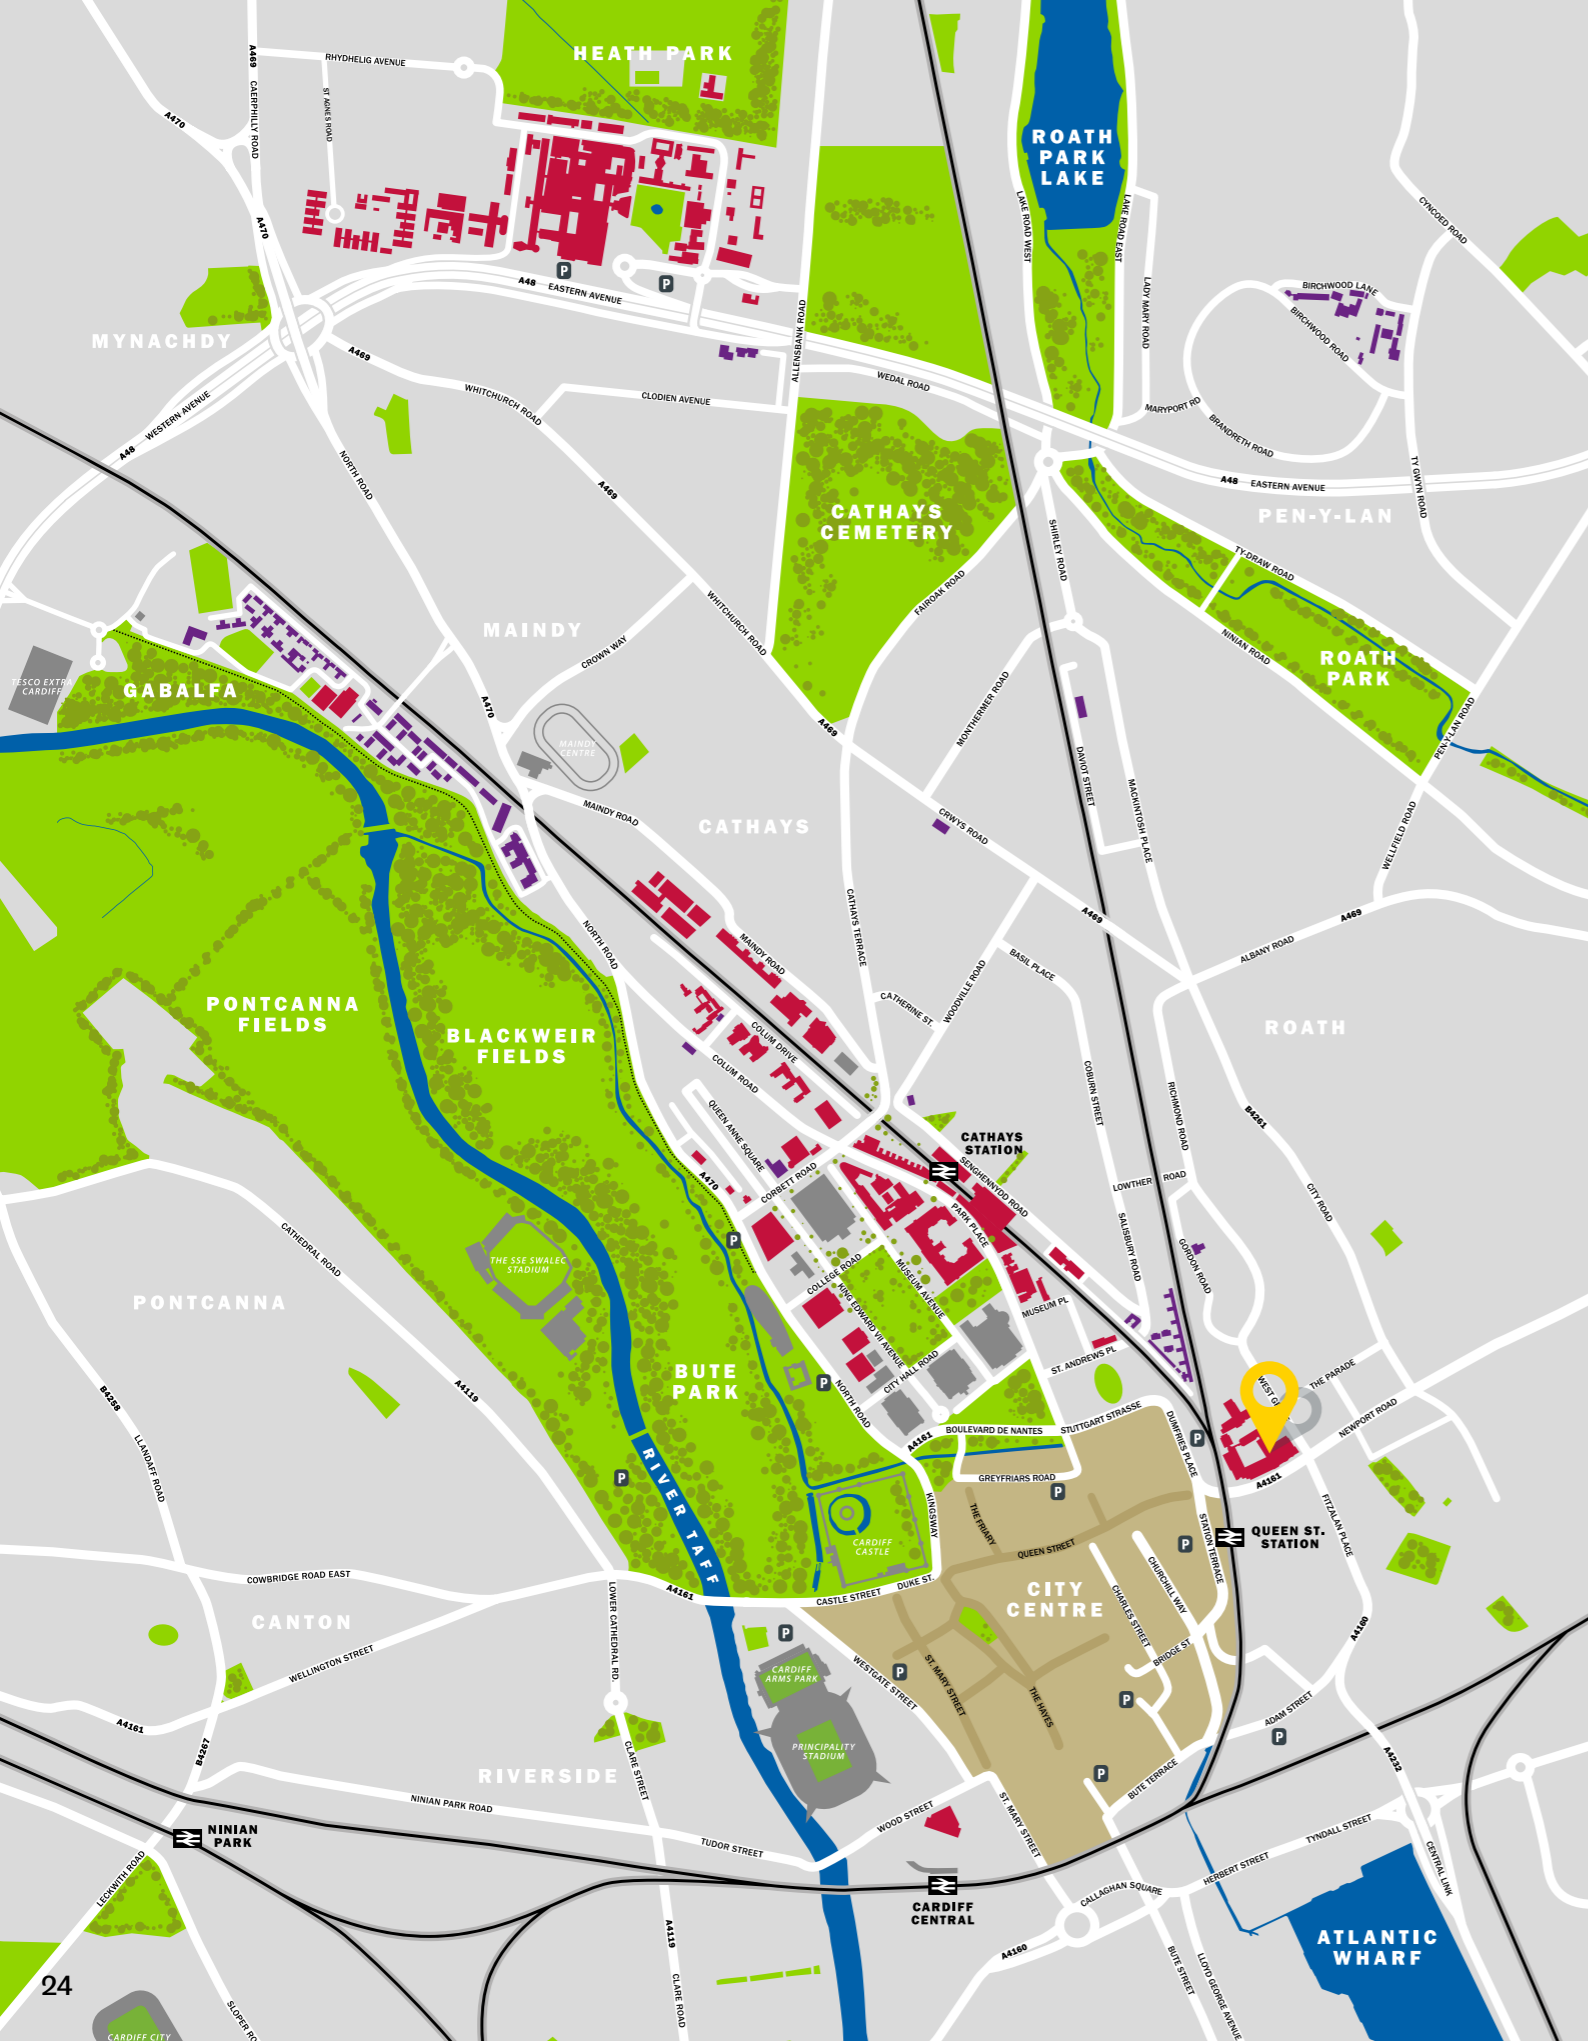 HEATH PARK
RHYDHELIG AVENUE
A469
CAERPHILLY ROAD
ST AGNES ROAD
A470
A470
ROATH
PARK
LAKE
LAKE ROAD WEST
LAKE ROAD EAST
LADY MARY ROAD
CYNCOED ROAD
BIRCHWOOD LANE
BIRCHWOOD ROAD
P
P
A48
EASTERN AVENUE
ALLENSBANK ROAD
MYNACHDY
A469
WHITCHURCH ROAD
CLODIEN AVENUE
WEDAL ROAD
MARYPORT RD
BRANDRETH ROAD
WESTERN AVENUE
A48
NORTH ROAD
A469
A48
EASTERN AVENUE
TY GWYN ROAD
PEN-Y-LAN
CATHAYS
CEMETERY
SHIRLEY ROAD
TY-DRAW ROAD
FAIROAK ROAD
WHITCHURCH ROAD
MAINDY
CROWN WAY
NINIAN ROAD
ROATH
PARK
TESCO EXTRA
CARDIFF
GABALFA
A470
MAINDY
CENTRE
A469
MONTHERMER ROAD
PEN-Y-LAN ROAD
DAVIOT STREET
MACKINTOSH PLACE
MAINDY ROAD
CATHAYS
CRWYS ROAD
WELLFIELD ROAD
CATHAYS TERRACE
A469
A469
ALBANY ROAD
NORTH ROAD
MAINDY ROAD
BASIL PLACE
WOODVILLE ROAD
CATHERINE ST.
PONTCANNA
FIELDS
BLACKWEIR
FIELDS
COLUM DRIVE
COLUM ROAD
ROATH
COBURN STREET
RICHMOND ROAD
B4261
QUEEN ANNE SQUARE
CATHAYS
STATION
SENGHENNYDD ROAD
CORBETT ROAD
A470
PARK PLACE
LOWTHER ROAD
CITY ROAD
CATHEDRAL ROAD
P
THE SSE SWALEC
STADIUM
COLLEGE ROAD
MUSEUM AVENUE
KING EDWARD VII AVENUE
MUSEUM PL
SALISBURY ROAD
GORDON ROAD
PONTCANNA
BUTE
PARK
P
CITY HALL ROAD
ST. ANDREWS PL
THE PARADE
NORTH ROAD
A4119
B4258
LLANDAFF ROAD
A4161
BOULEVARD DE NANTES
STUTTGART STRASSE
DUMFRIES PLACE
P
NEWPORT ROAD
A4161
GREYFRIARS ROAD
P
P
RIVER TAFF
KINGSWAY
THE FRIARY
QUEEN STREET
CARDIFF
CASTLE
STATION TERRACE
P
QUEEN ST.
STATION
FITZALAN PLACE
COWBRIDGE ROAD EAST
A4161
CASTLE STREET
DUKE ST.
CITY
CENTRE
CHARLES STREET
CHURCHILL WAY
BRIDGE ST
A4160
CANTON
LOWER CATHEDRAL RD.
WELLINGTON STREET
P
CARDIFF
ARMS PARK
WESTGATE STREET
P
ST. MARY STREET
THE HAYES
P
ADAM STREET
P
A4161
B4267
PRINCIPALITY
STADIUM
RIVERSIDE
CLARE STREET
P
BUTE TERRACE
A4232
NINIAN PARK ROAD
WOOD STREET
ST. MARY STREET
TYNDALL STREET
TUDOR STREET
NINIAN
PARK
LECKWITH ROAD
CENTRAL LINK
HERBERT STREET
CALLAGHAN SQUARE
CARDIFF
CENTRAL
A4119
A4160
ATLANTIC
WHARF
BUTE STREET
LLOYD GEORGE AVENUE
CLARE ROAD
24
CARDIFF CITY